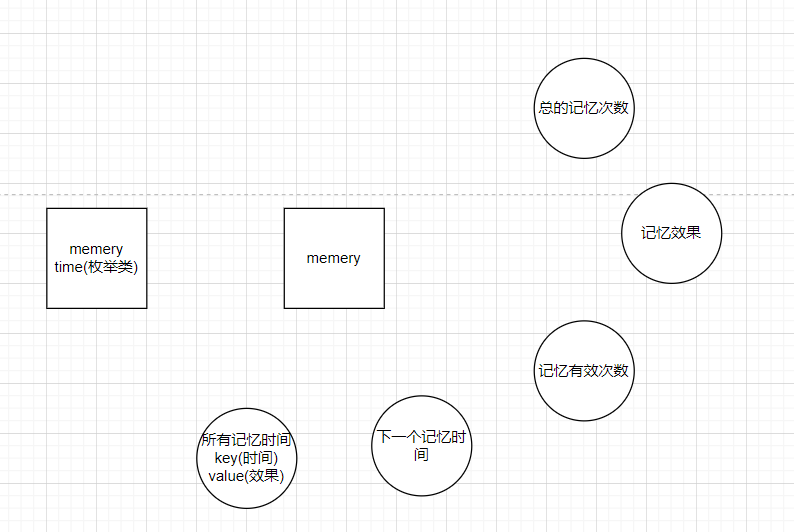 总的记忆次数
记忆效果
memery
time(枚举类)
memery
记忆有效次数
所有记忆时间
key(时间)
value(效果)
下一个记忆时
间